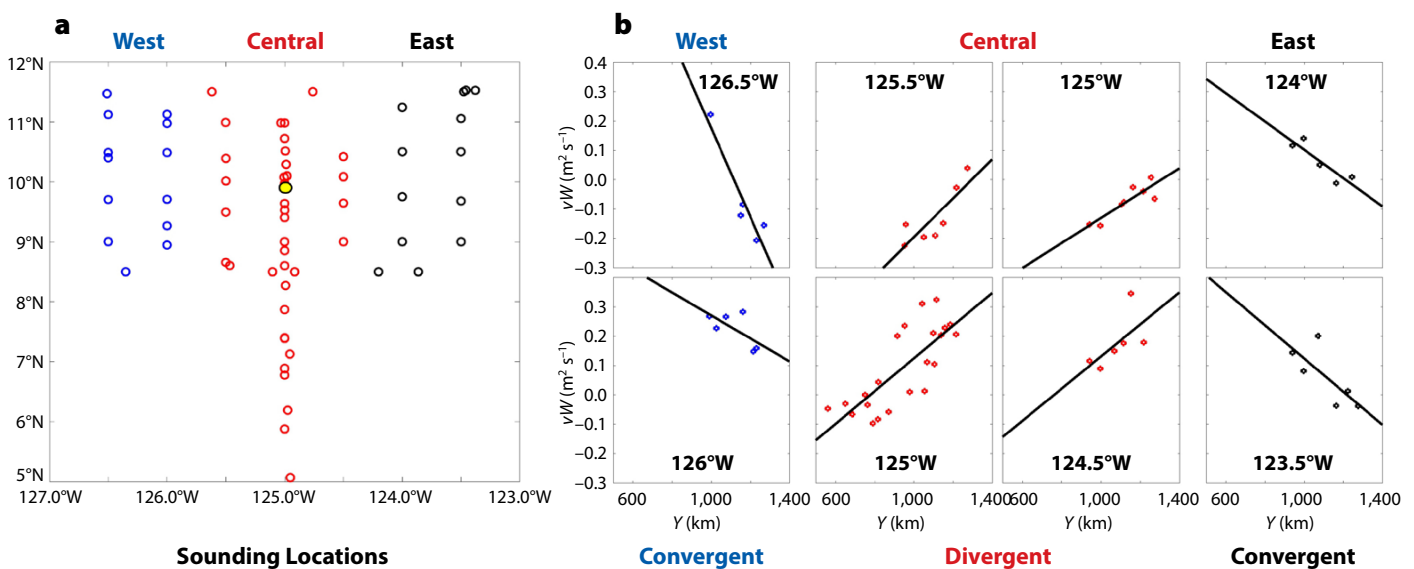 a
West Central East
12°N
11°N
10°N
9°N
8°N
7°N
6°N
5°N
127.0°W 126.0°W 125.0°W 124.0°W 123.0°W
Sounding Locations
b
West Central East
vW (m² s⁻¹)
0.4
0.3
0.2
0.1
0.0
−0.1
−0.2
−0.3
126.5°W 125.5°W 125°W 124°W
vW (m² s⁻¹)
0.3
0.2
0.1
0.0
−0.1
−0.2
−0.3
126°W 125°W 124.5°W 123.5°W
600 1,000 1,400 600 1,000 1,400 600 1,000 1,400 600 1,000 1,400
Y (km) Y (km) Y (km) Y (km)
Convergent Divergent Convergent